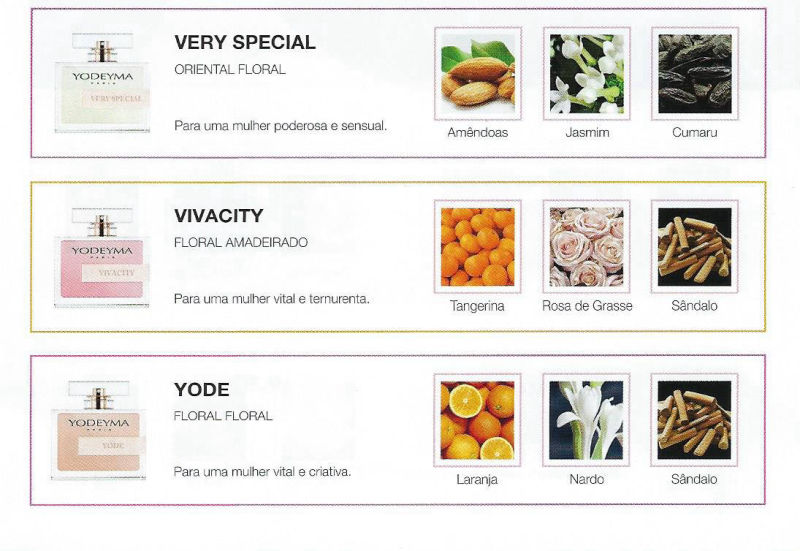 VERY SPECIAL
ORIENTAL FLORAL
Para uma mulher poderosa e sensual.
YODEYMA
PARIS
VERY SPECIAL
Amêndoas
Jasmim
Cumaru
VIVACITY
FLORAL AMADEIRADO
Para uma mulher vital e ternurenta.
YODEYMA
PARIS
VIVACITY
Tangerina
Rosa de Grasse
Sândalo
YODE
FLORAL FLORAL
Para uma mulher vital e criativa.
YODEYMA
PARIS
YODE
Laranja
Nardo
Sândalo